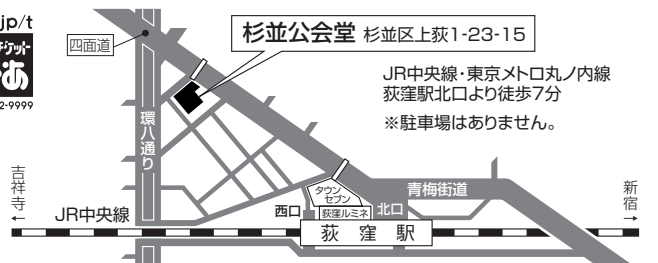 jp/t
チケット
あ
2-9999
四面道
杉並公会堂 杉並区上荻1-23-15
JR中央線・東京メトロ丸ノ内線
荻窪駅北口より徒歩7分
※駐車場はありません。
環八通り
吉祥寺
←
JR中央線
タウン
セブン
荻窪ルミネ
西口
北口
青梅街道
新宿
→
荻窪駅